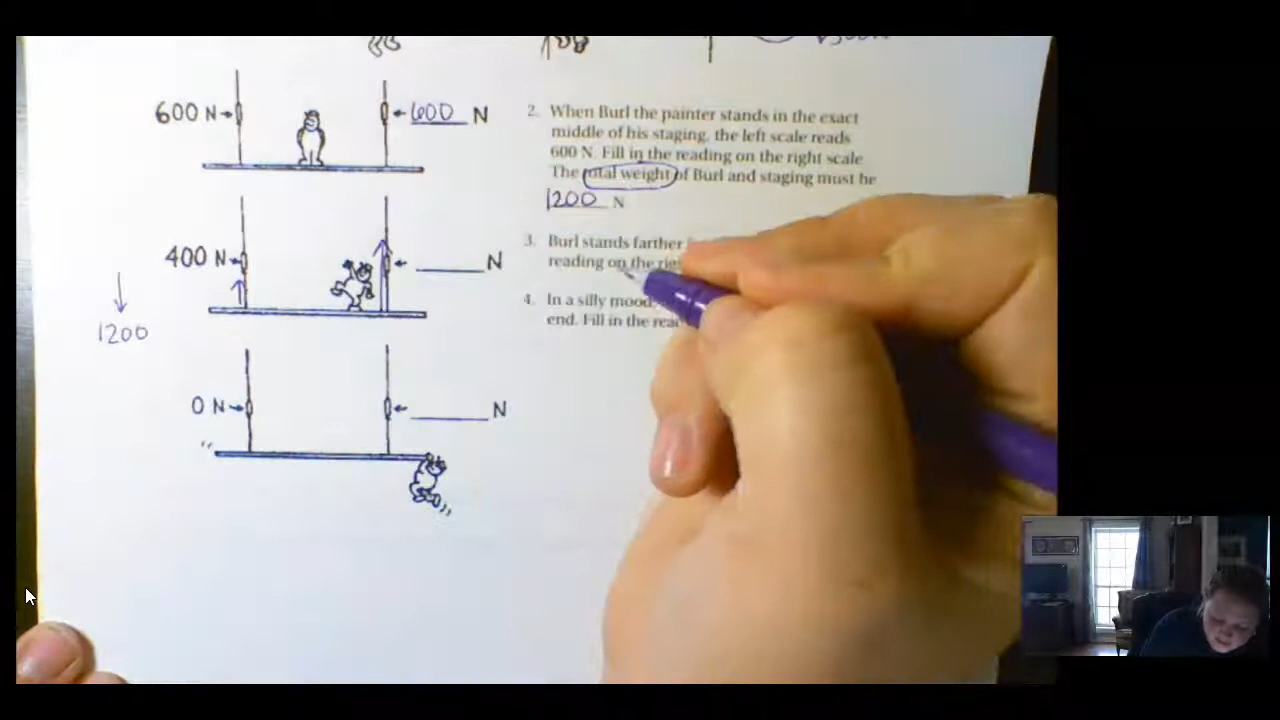 600 N
600 N
2. When Burl the painter stands in the exact
middle of his staging, the left scale reads
600 N. Fill in the reading on the right scale
The total weight of Burl and staging must be
1200 N
400 N
N
1200
3. Burl stands farther
reading on the
4. In a silly mood,
end. Fill in the
0 N
N